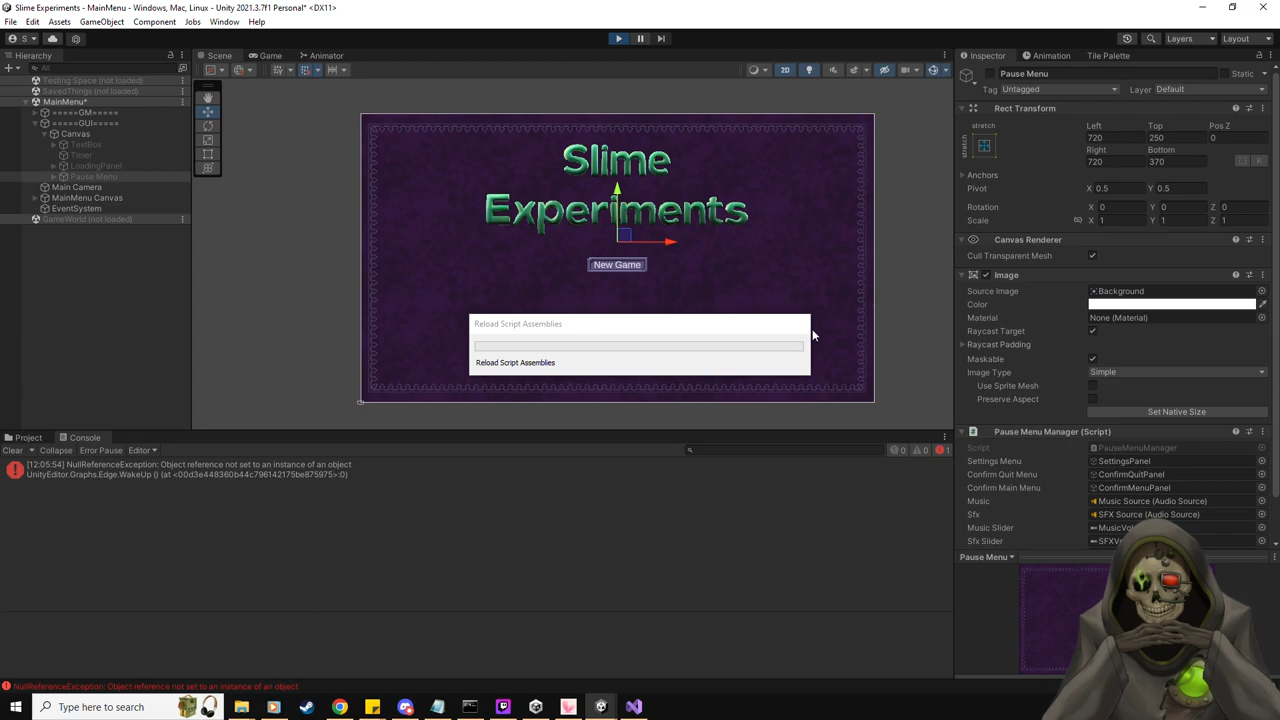 Slime Experiments - MainMenu - Windows, Mac, Linux - Unity 2021.3.7f1 Personal* <DX11>
File Edit Assets GameObject Component Jobs Window Help
S Layers Layout
Hierarchy Scene Game Animator Inspector Animation Tile Palette
All
2D
Testing Space (not loaded)
SavedThings (not loaded)
MainMenu*
=====GM=====
=====GUI=====
Canvas
TextBox
Timer
LoadingPanel
Pause Menu
Main Camera
MainMenu Canvas
EventSystem
GameWorld (not loaded)
Slime
Experiments
New Game
Reload Script Assemblies
Reload Script Assemblies
Pause Menu Static
Tag Untagged Layer Default
Rect Transform
stretch Left Top Pos Z
stretch 720 250 0
Right Bottom
720 370 R
Anchors
Pivot X 0.5 Y 0.5
Rotation X 0 Y 0 Z 0
Scale X 1 Y 1 Z 1
Canvas Renderer
Cull Transparent Mesh
Image
Source Image Background
Color
Material None (Material)
Raycast Target
Raycast Padding
Maskable
Image Type Simple
Use Sprite Mesh
Preserve Aspect
Set Native Size
Pause Menu Manager (Script)
Script PauseMenuManager
Settings Menu SettingsPanel
Confirm Quit Menu ConfirmQuitPanel
Confirm Main Menu ConfirmMenuPanel
Music Music Source (Audio Source)
Sfx SFX Source (Audio Source)
Music Slider MusicVo
Sfx Slider SFXV
Pause Menu
Project Console
Clear Collapse Error Pause Editor 0 0 1
[12:05:54] NullReferenceException: Object reference not set to an instance of an object
UnityEditor.Graphs.Edge.WakeUp () (at <00d3e448360b44c796142175be875975>:0)
NullReferenceException: Object reference not set to an instance of an object
Type here to search